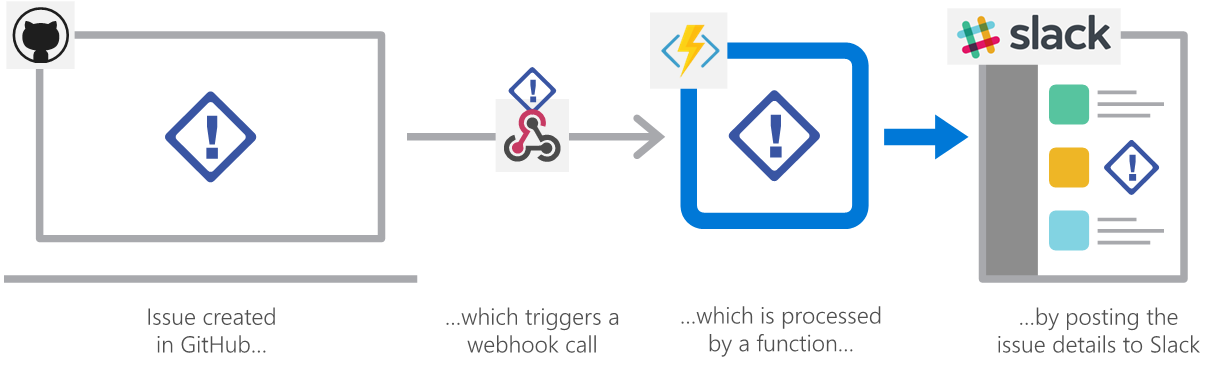 slack
Issue created
in GitHub...
...which triggers a
webhook call
...which is processed
by a function...
...by posting the
issue details to Slack